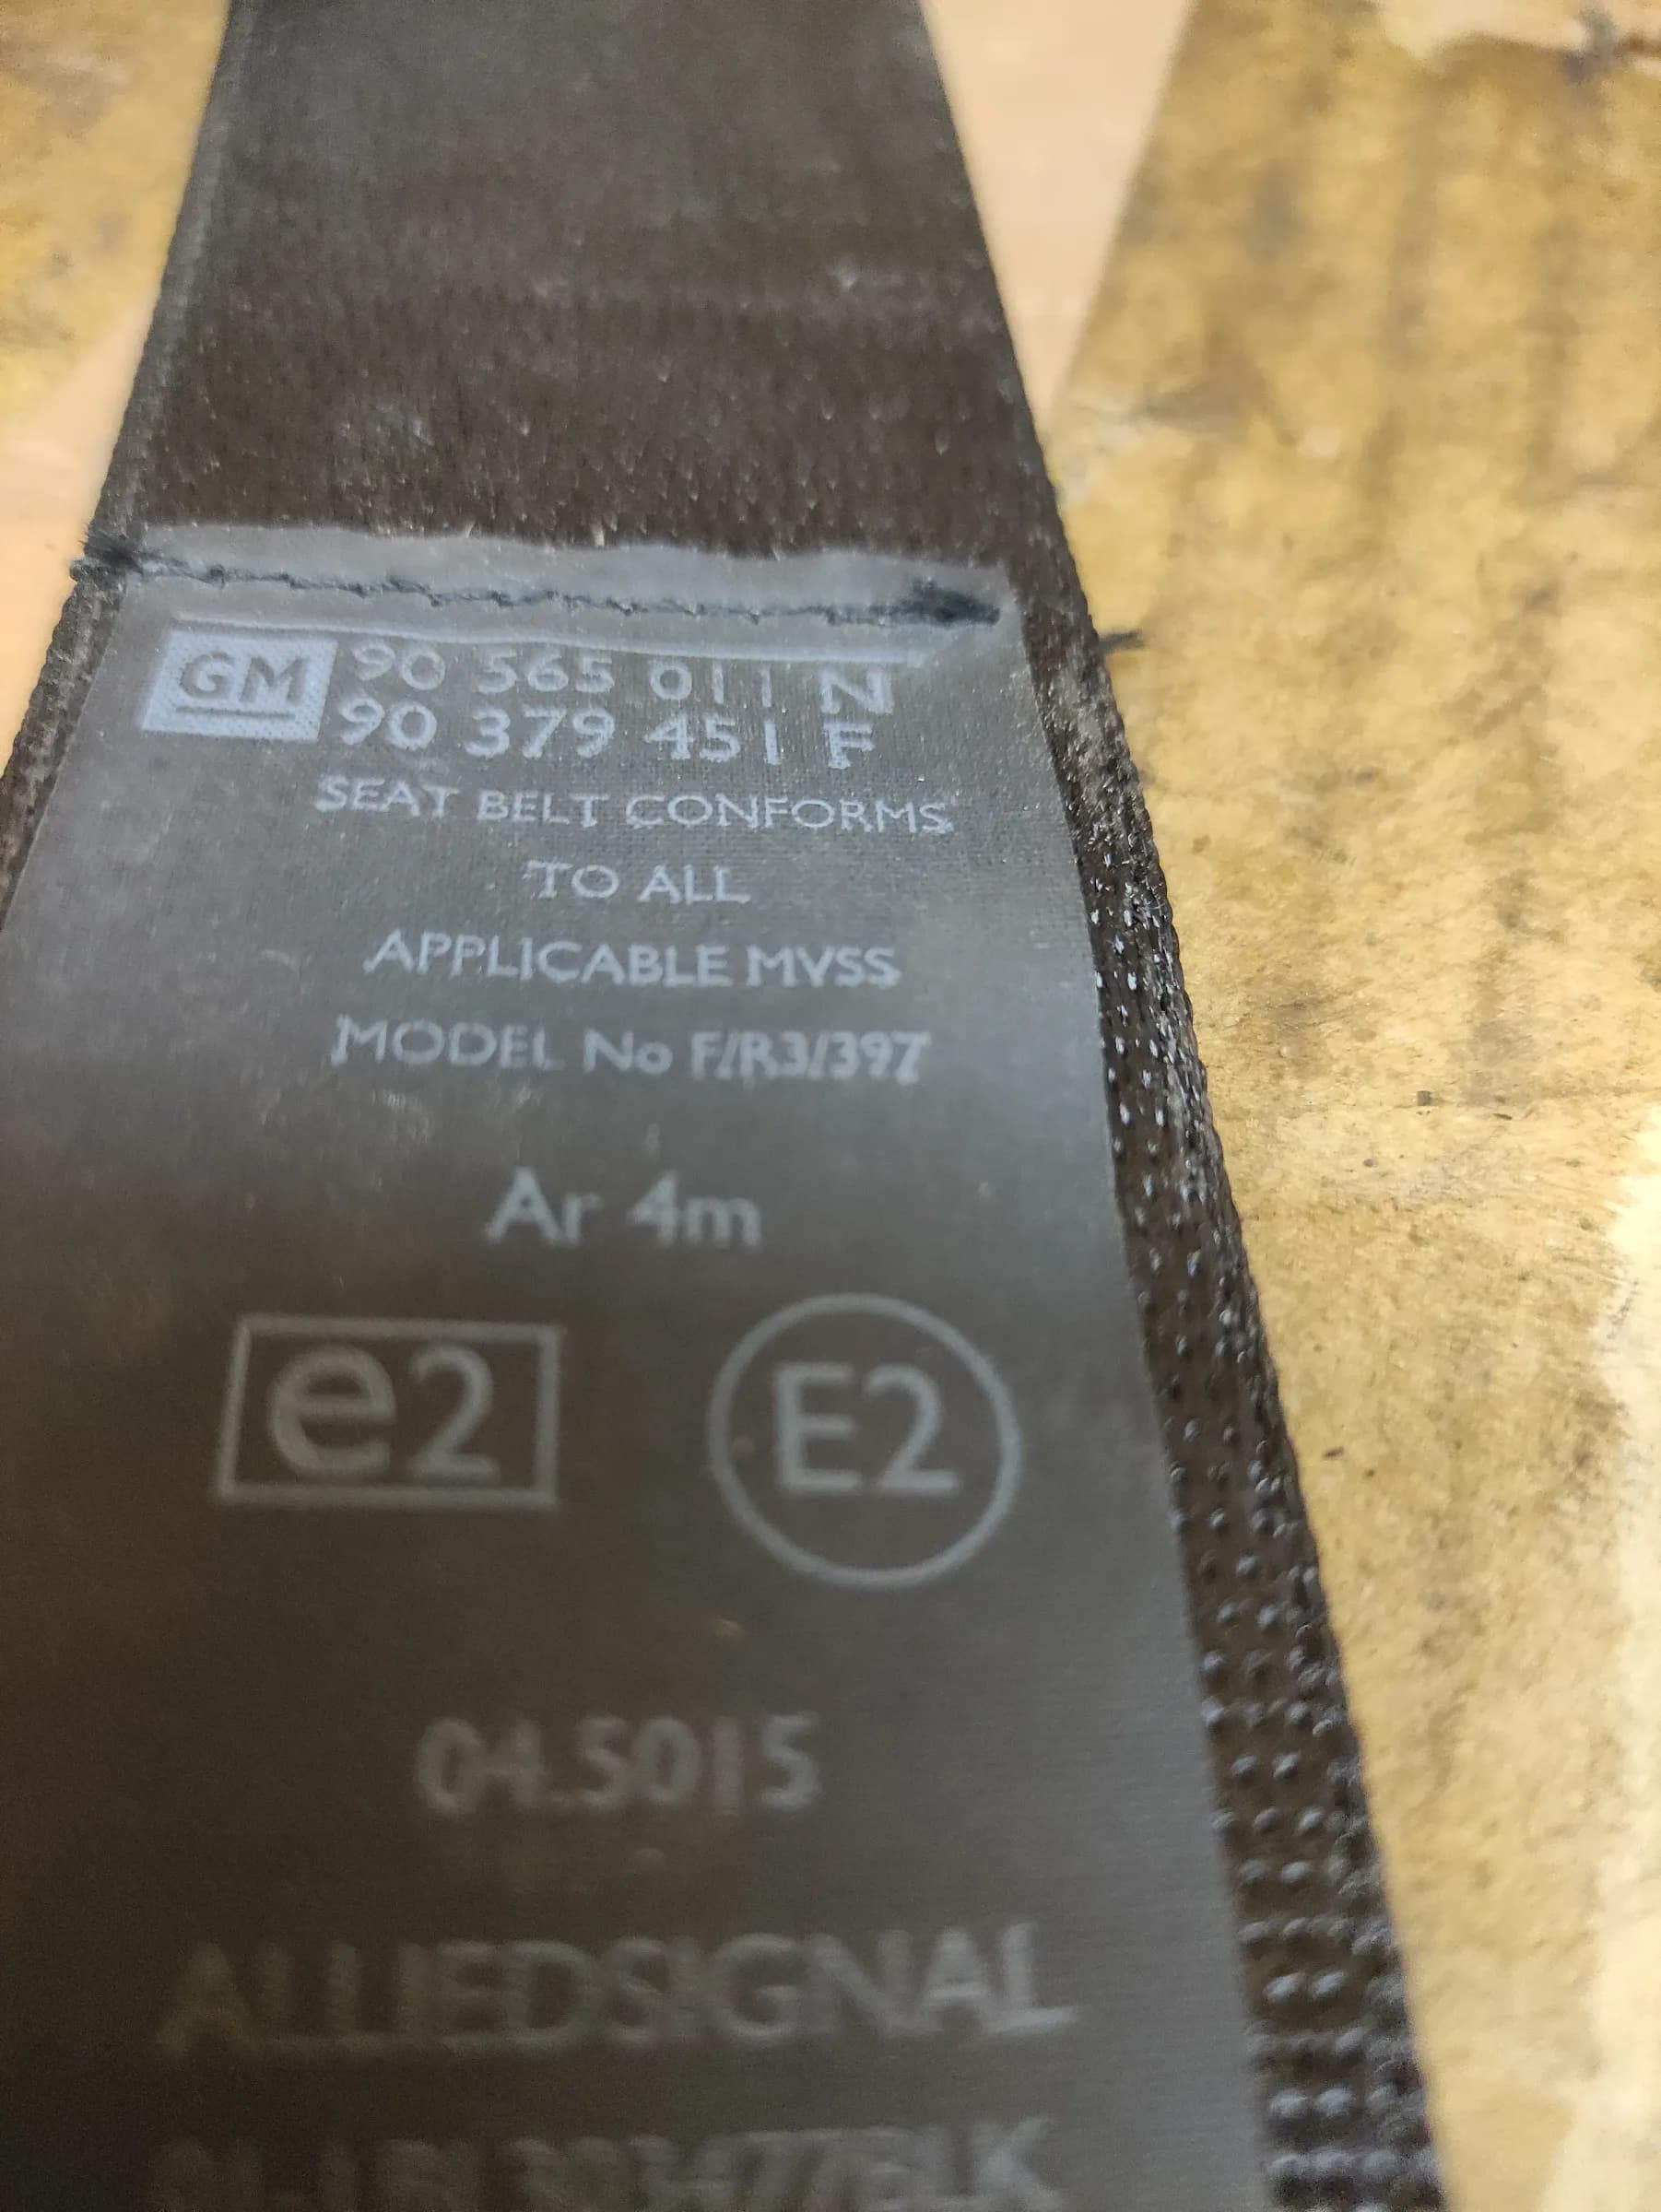 GM 90 565 011 N
90 379 451 F
SEAT BELT CONFORMS
TO ALL
APPLICABLE MVSS
MODEL No F/R3/397
Ar 4m
e2 E2
04.5015
ALLIEDSIGNAL